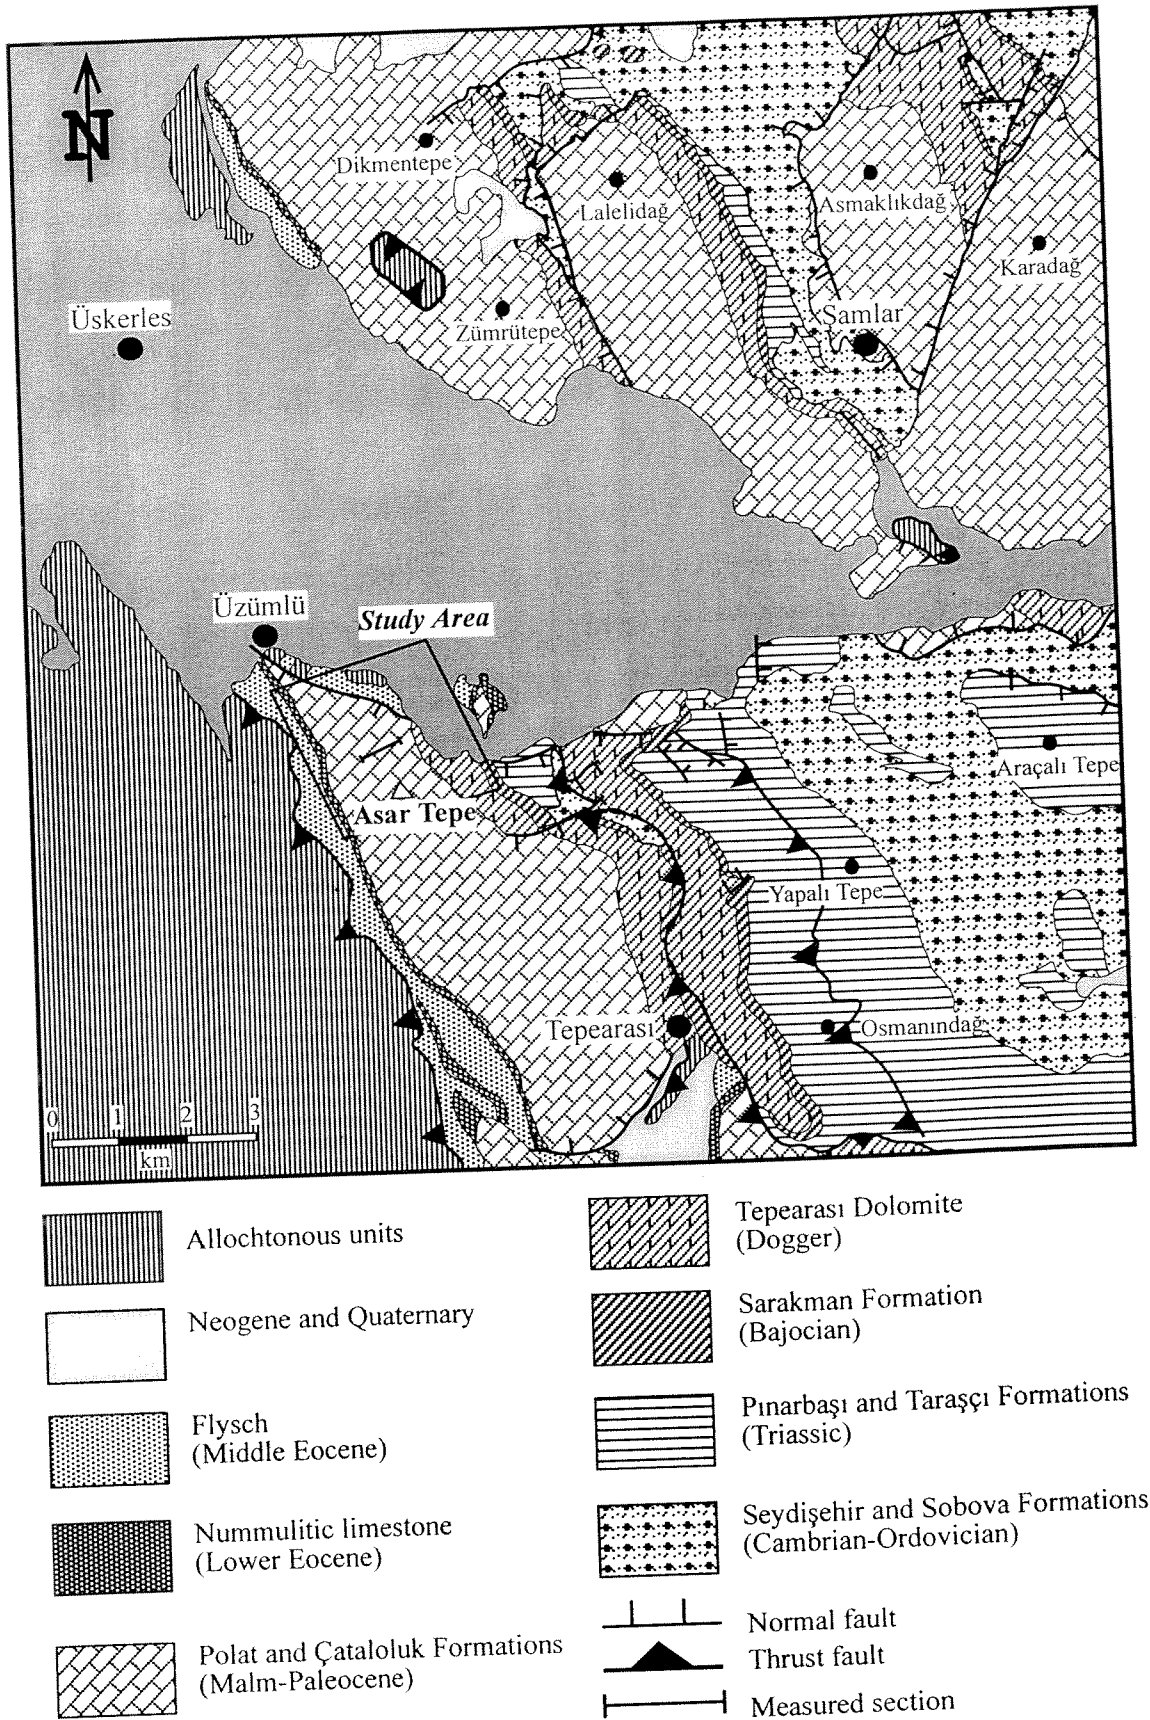 N
Dikmentepe
Lalelidağ
Asmaklıkdağ
Karadağ
Üskerles
Zümrütepe
Samlar
Üzümlü
Study Area
Araçalı Tepe
Asar Tepe
Yapalı Tepe
Tepearası
Osmanındağ
0 1 2 3
km
Allochtonous units
Neogene and Quaternary
Flysch
(Middle Eocene)
Nummulitic limestone
(Lower Eocene)
Polat and Çataloluk Formations
(Malm-Paleocene)
Tepearası Dolomite
(Dogger)
Sarakman Formation
(Bajocian)
Pınarbaşı and Taraşçı Formations
(Triassic)
Seydişehir and Sobova Formations
(Cambrian-Ordovician)
Normal fault
Thrust fault
Measured section